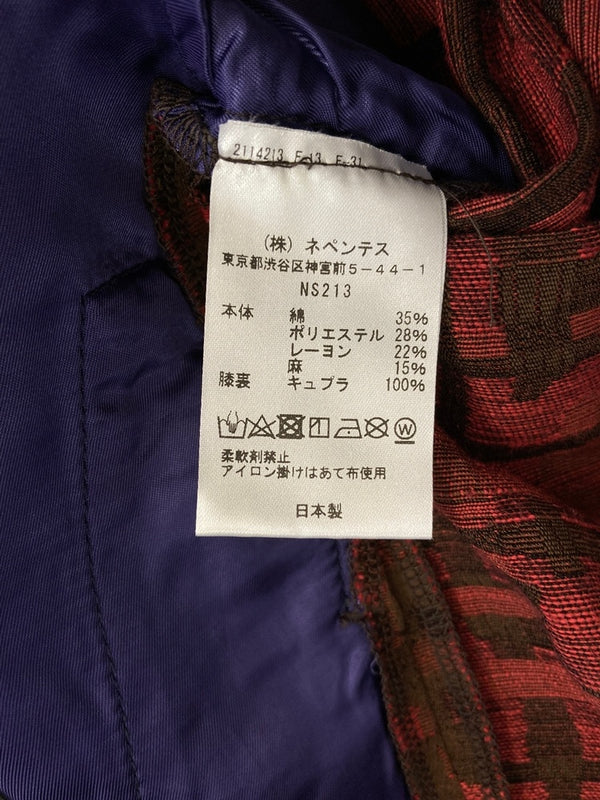 2114213 F-13 F-31
(株) ネペンテス
東京都渋谷区神宮前5-44-1
NS213
本体 綿 35%
ポリエステル 28%
レーヨン 22%
麻 15%
膝裏 キュプラ 100%
W
柔軟剤禁止
アイロン掛けはあて布使用
日本製